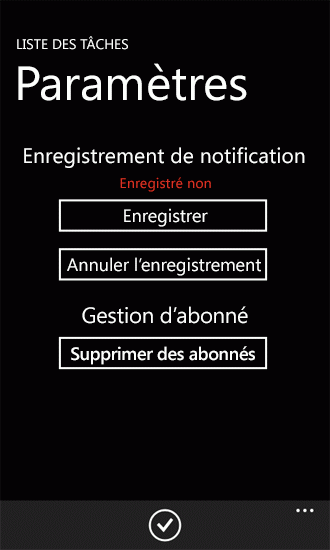 LISTE DES TÂCHES
Paramètres
Enregistrement de notification
Enregistré non
Enregistrer
Annuler l'enregistrement
Gestion d'abonné
Supprimer des abonnés